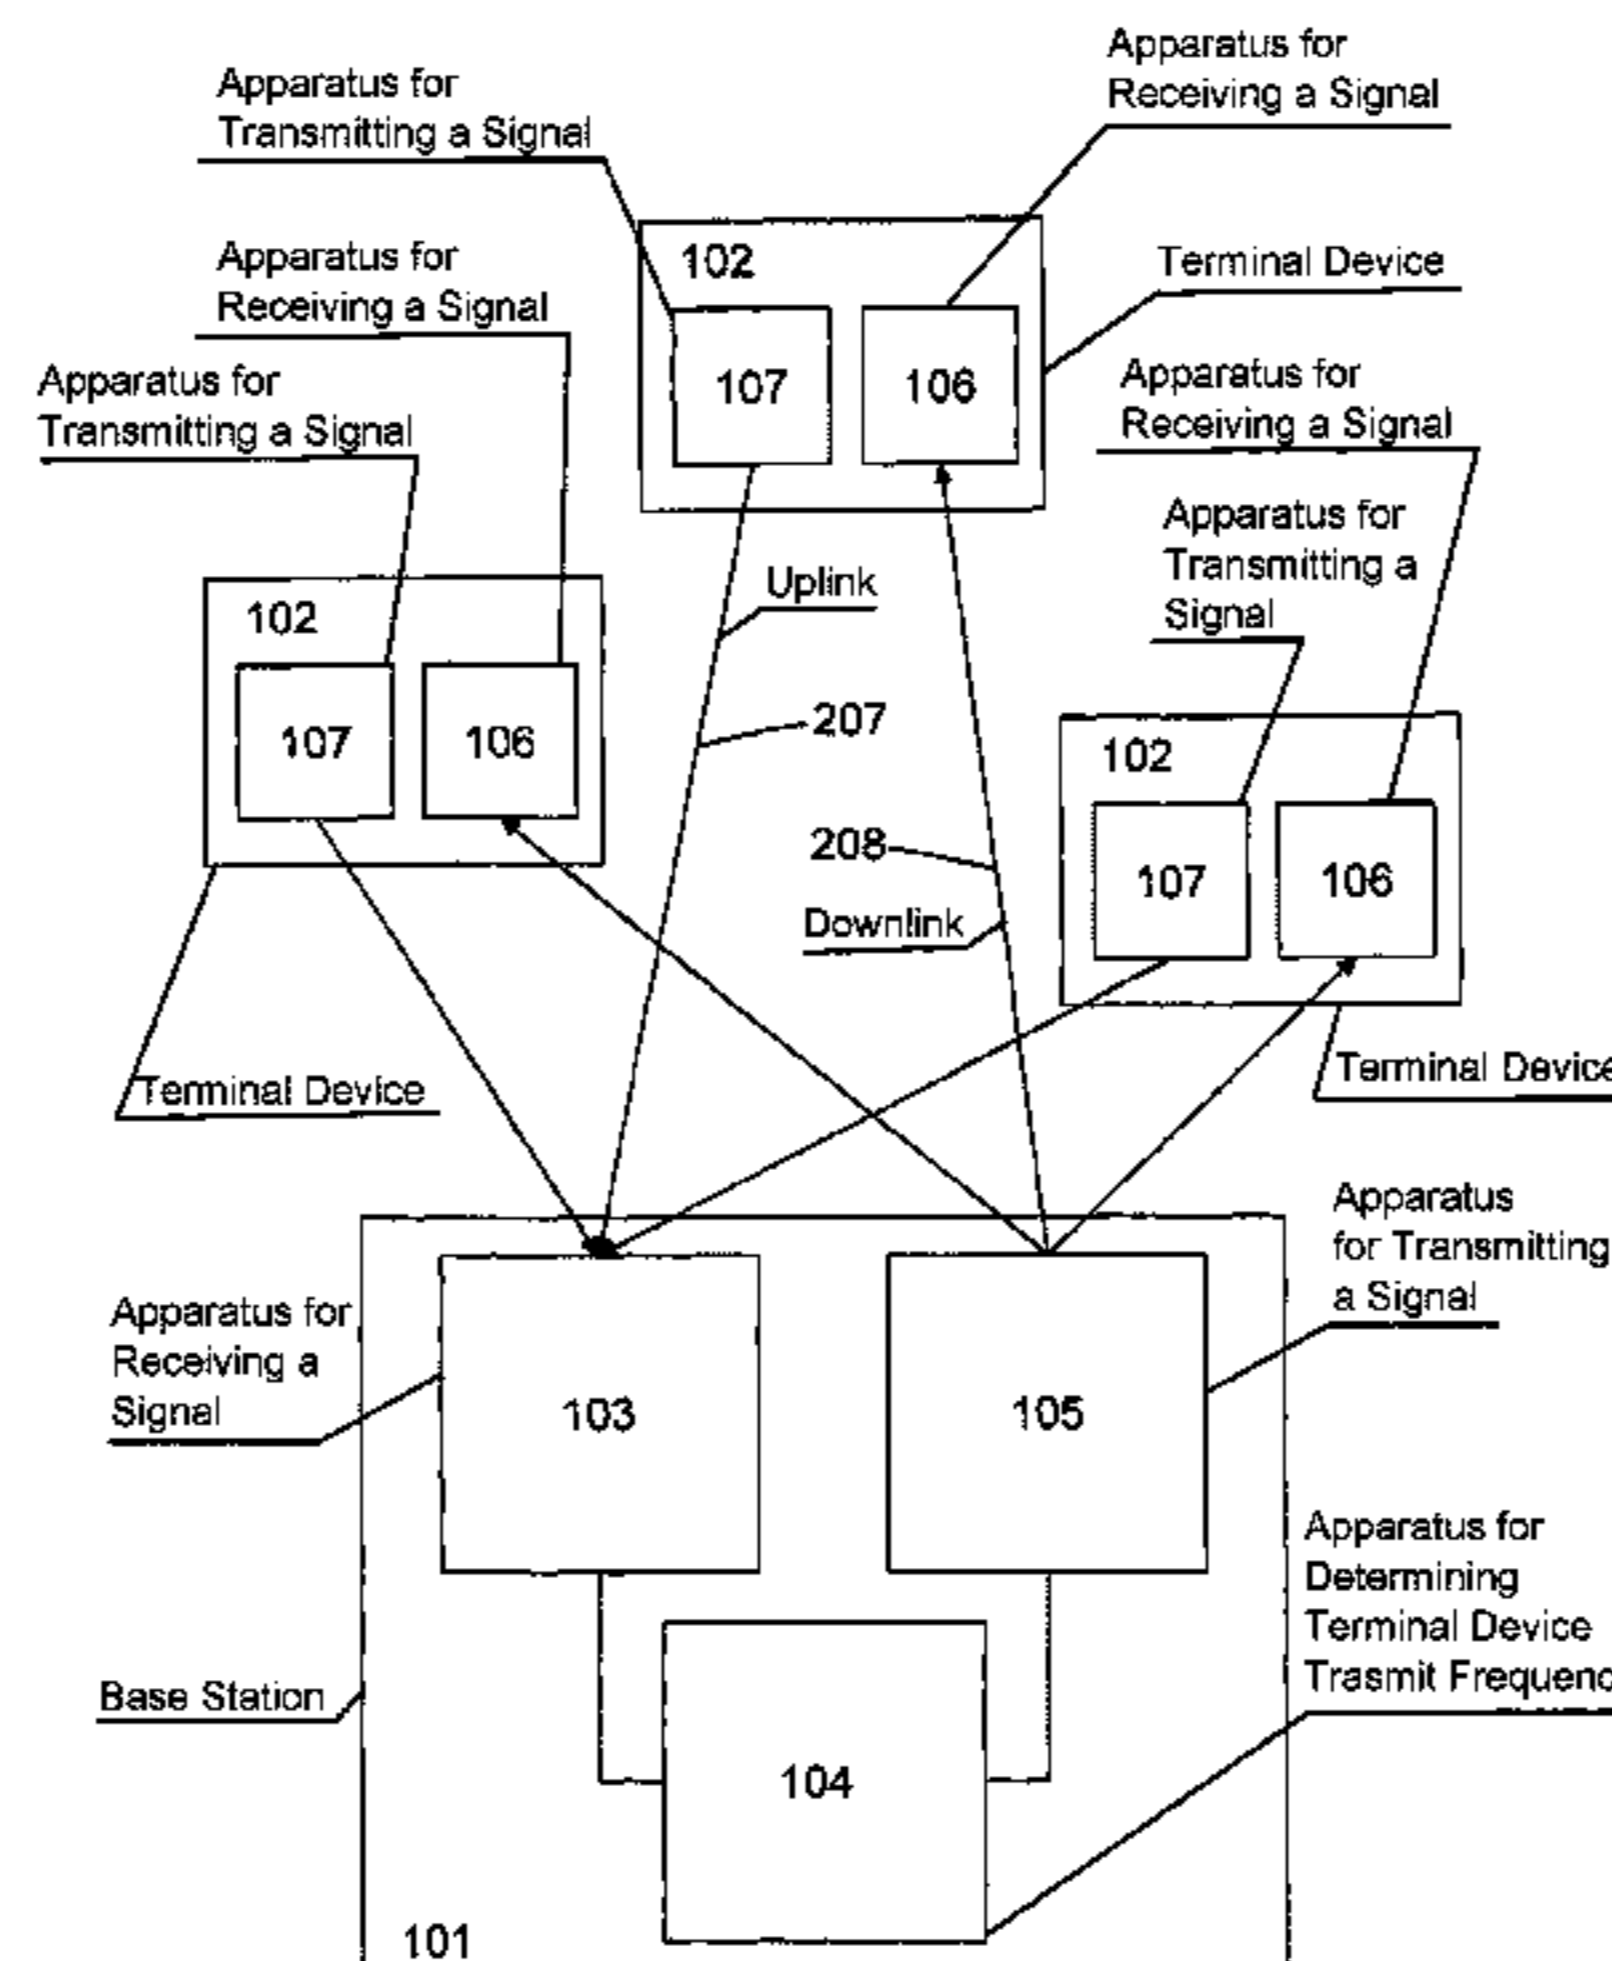 Apparatus for
Receiving a Signal
Apparatus for
Transmitting a Signal
102
Terminal Device
Apparatus for
Receiving a Signal
107
106
Apparatus for
Receiving a Signal
Apparatus for
Transmitting a Signal
Apparatus for
Transmitting a
Signal
Uplink
102
107
106
207
102
107
106
208
Downlink
Terminal Device
Terminal Device
Apparatus
for Transmitting
a Signal
Apparatus for
Receiving a
Signal
103
105
Apparatus for
Determining
Terminal Device
Trasmit Frequenc
Base Station
104
101